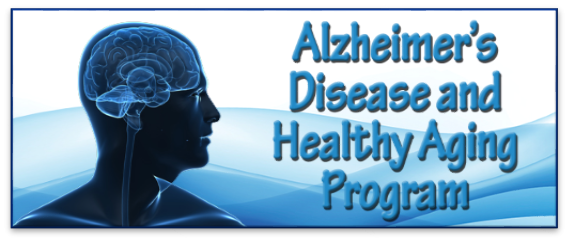 Alzheimer's
Disease and
Healthy Aging
Program